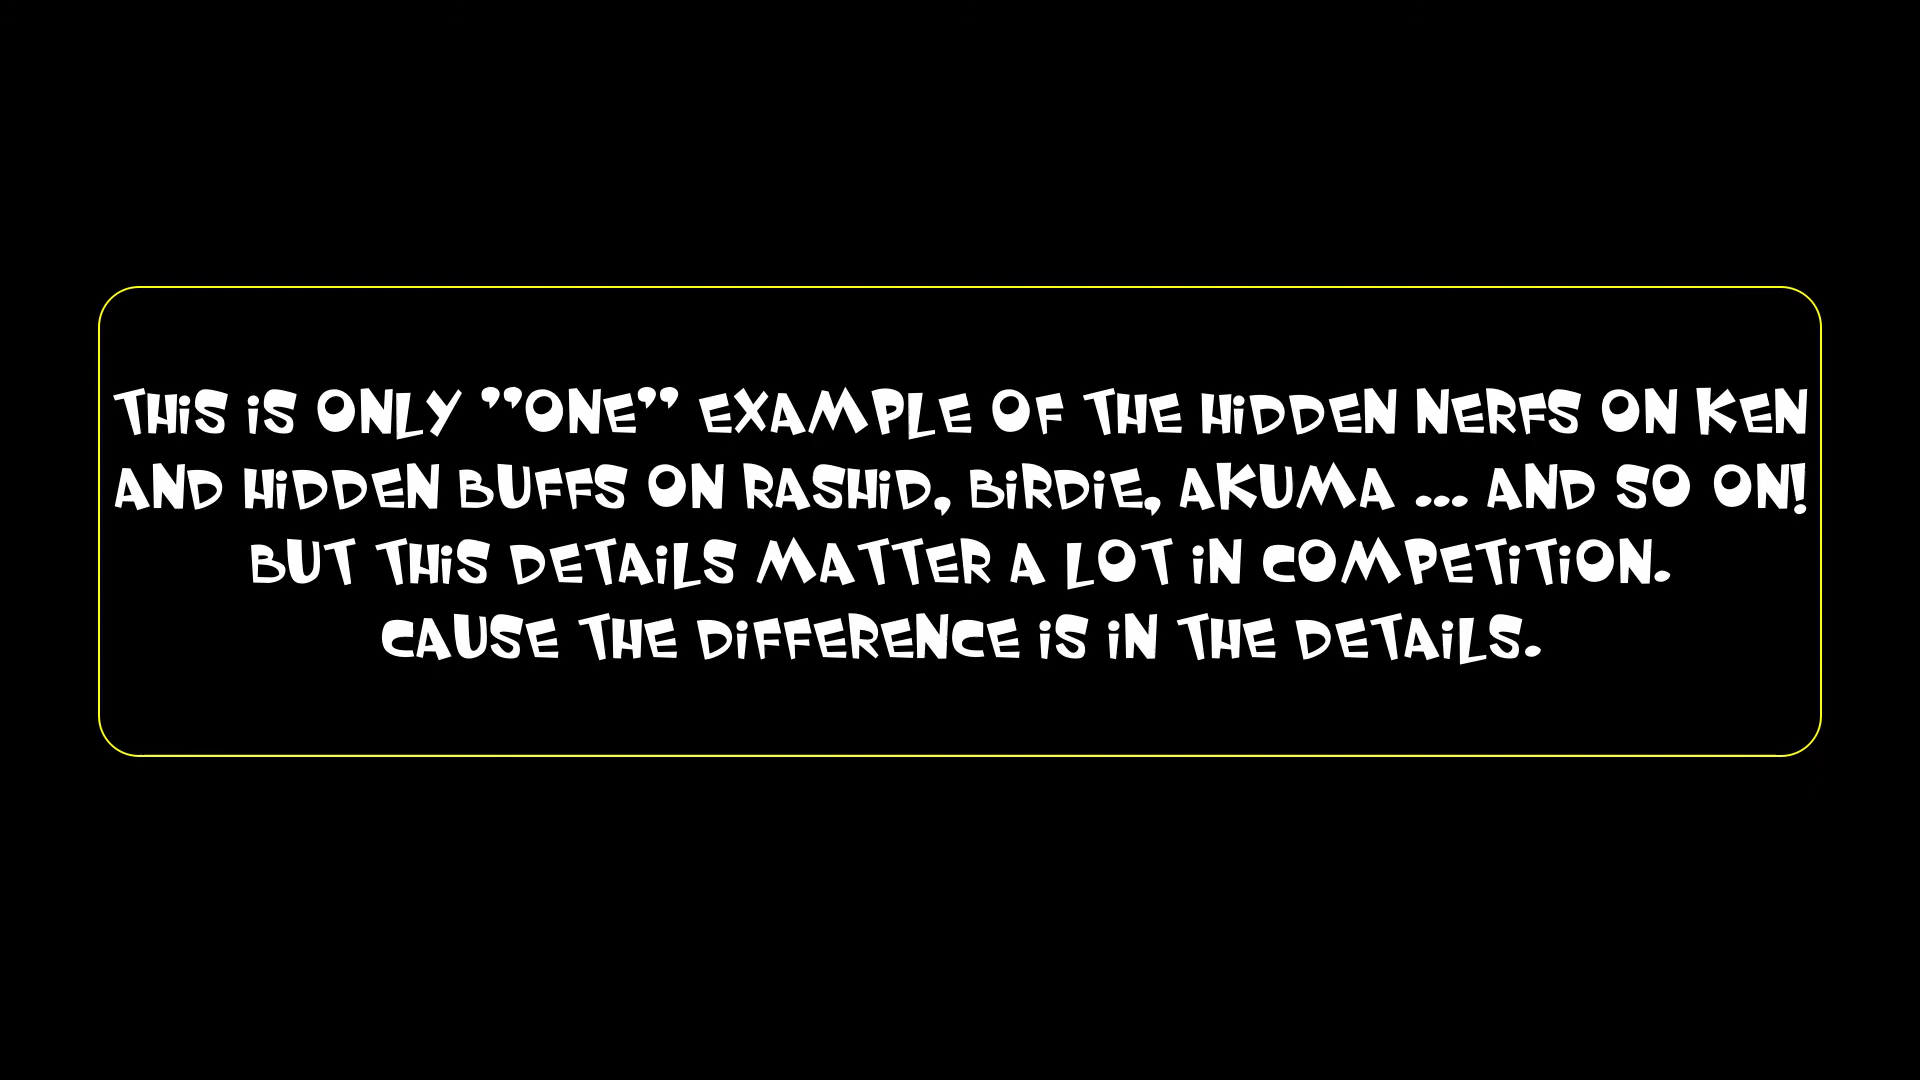 THiS iS ONLY ”ONE” EXAMPLE OF THE HiDDEN NERFS ON KEN
AND HiDDEN BUFFS ON RASHiD, BiRDiE, AKUMA ... AND SO ON!
BUT THiS DETAiLS MATTER A LOT iN COMPETiTiON.
CAUSE THE DiFFERENCE iS iN THE DETAiLS.